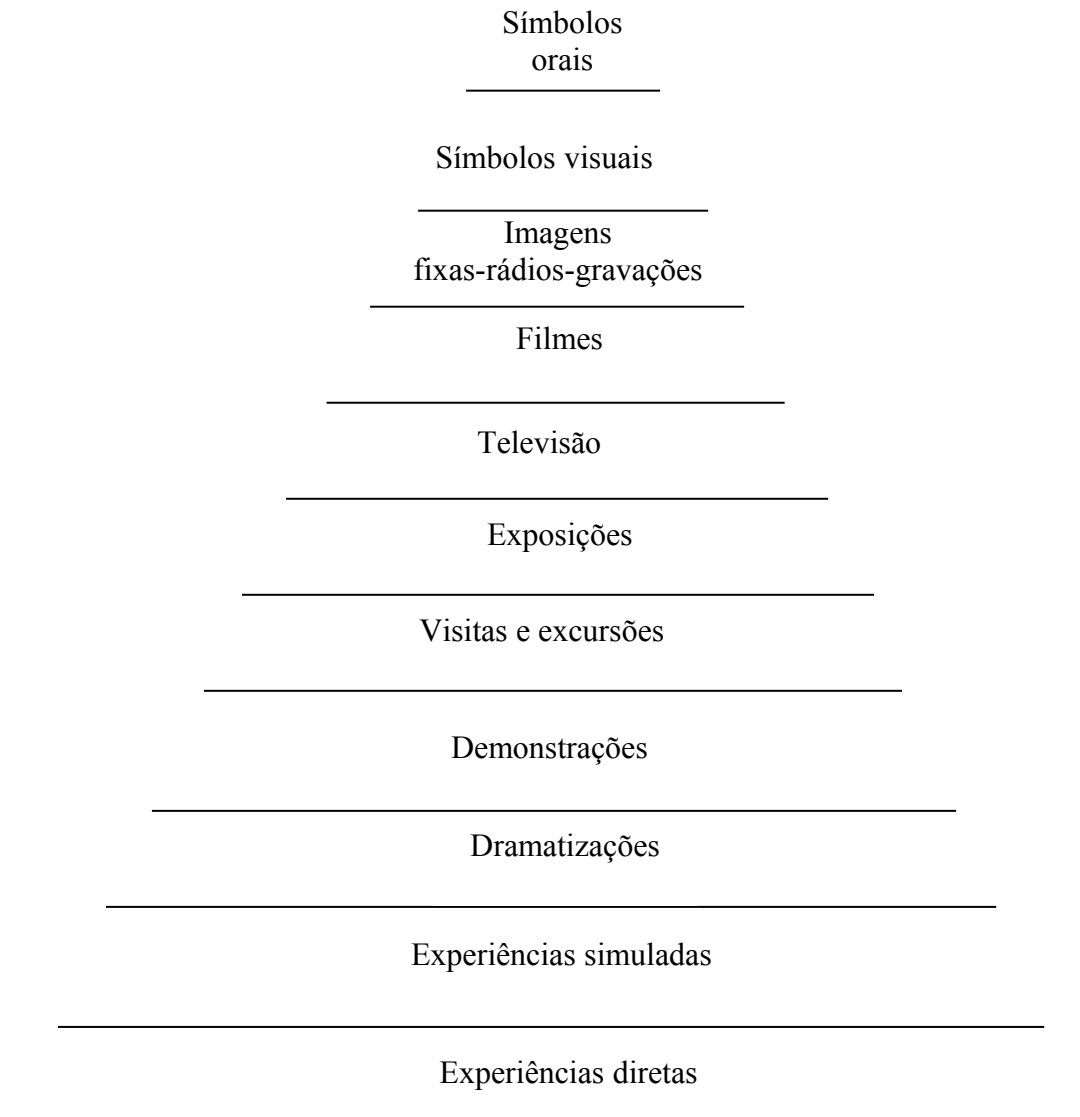 Símbolos
orais
Símbolos visuais
Imagens
fixas-rádios-gravações
Filmes
Televisão
Exposições
Visitas e excursões
Demonstrações
Dramatizações
Experiências simuladas
Experiências diretas